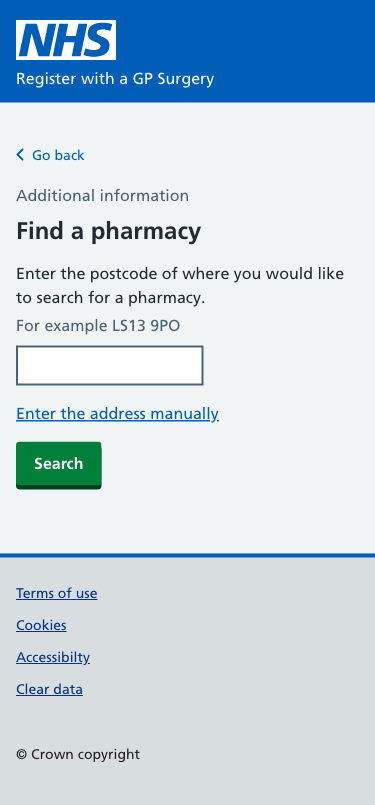 NHS
Register with a GP Surgery
Go back
Additional information
Find a pharmacy
Enter the postcode of where you would like
to search for a pharmacy.
For example LS13 9PO
Enter the address manually
Search
Terms of use
Cookies
Accessibilty
Clear data
© Crown copyright